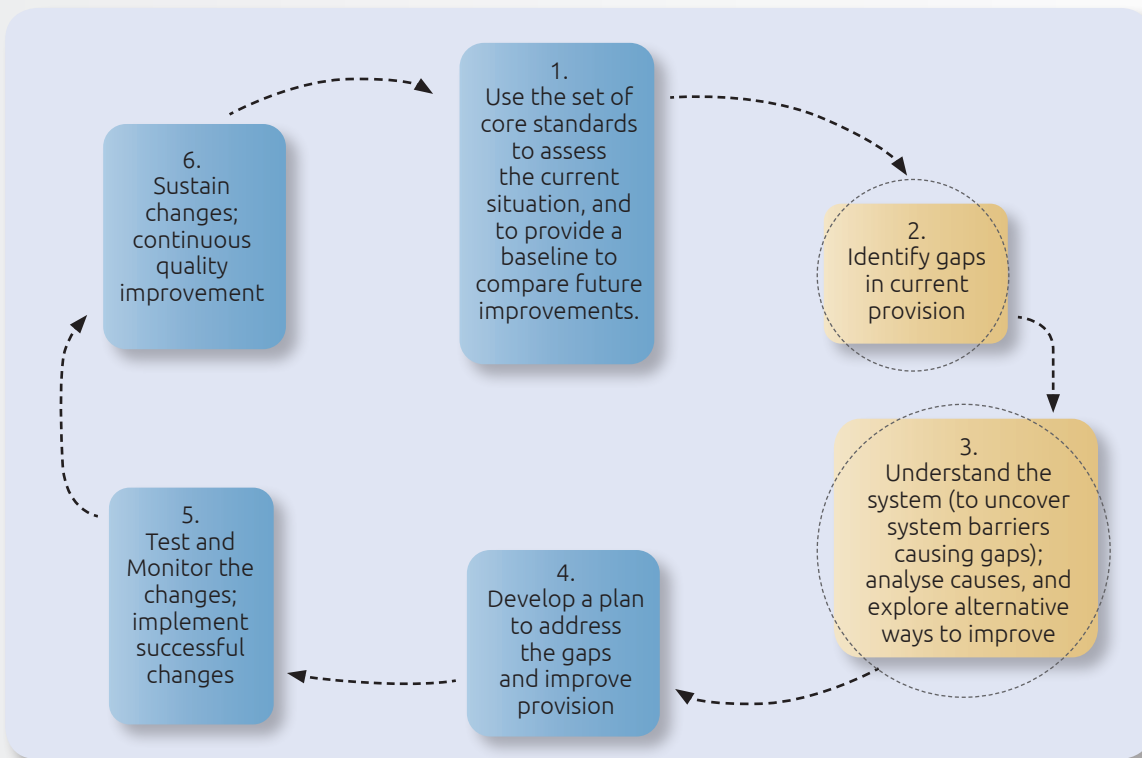 1.
Use the set of
core standards
to assess
the current
situation, and
to provide a
baseline to
compare future
improvements.
2.
Identify gaps
in current
provision
3.
Understand the
system (to uncover
system barriers
causing gaps);
analyse causes, and
explore alternative
ways to improve
4.
Develop a plan
to address
the gaps
and improve
provision
5.
Test and
Monitor the
changes;
implement
successful
changes
6.
Sustain
changes;
continuous
quality
improvement